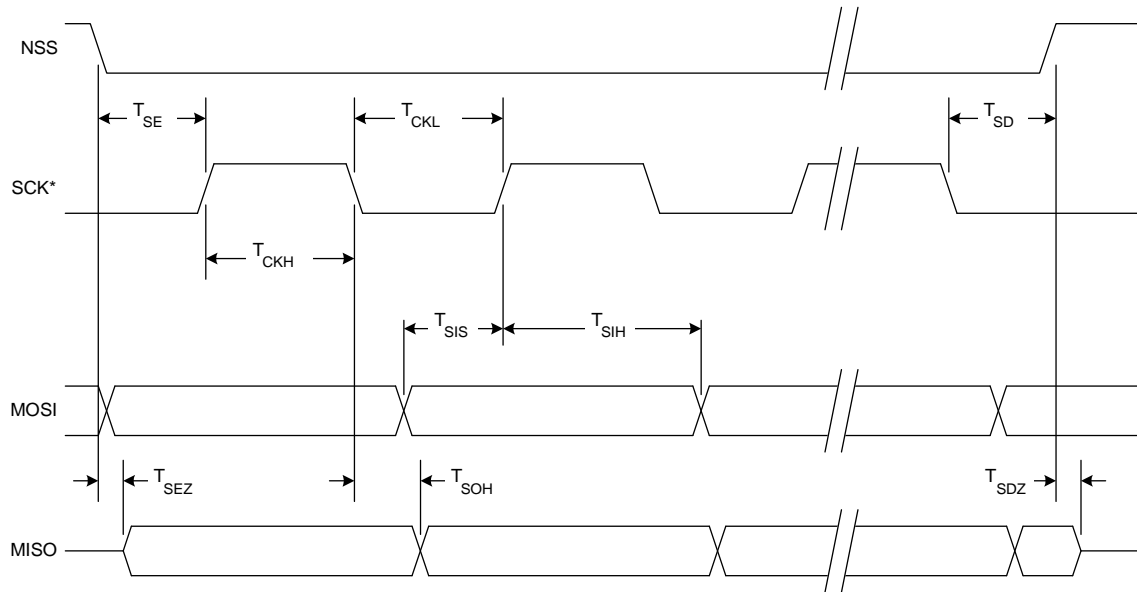 NSS
T_SE
T_CKL
T_SD
SCK*
T_CKH
T_SIS
T_SIH
MOSI
T_SEZ
T_SOH
T_SDZ
MISO